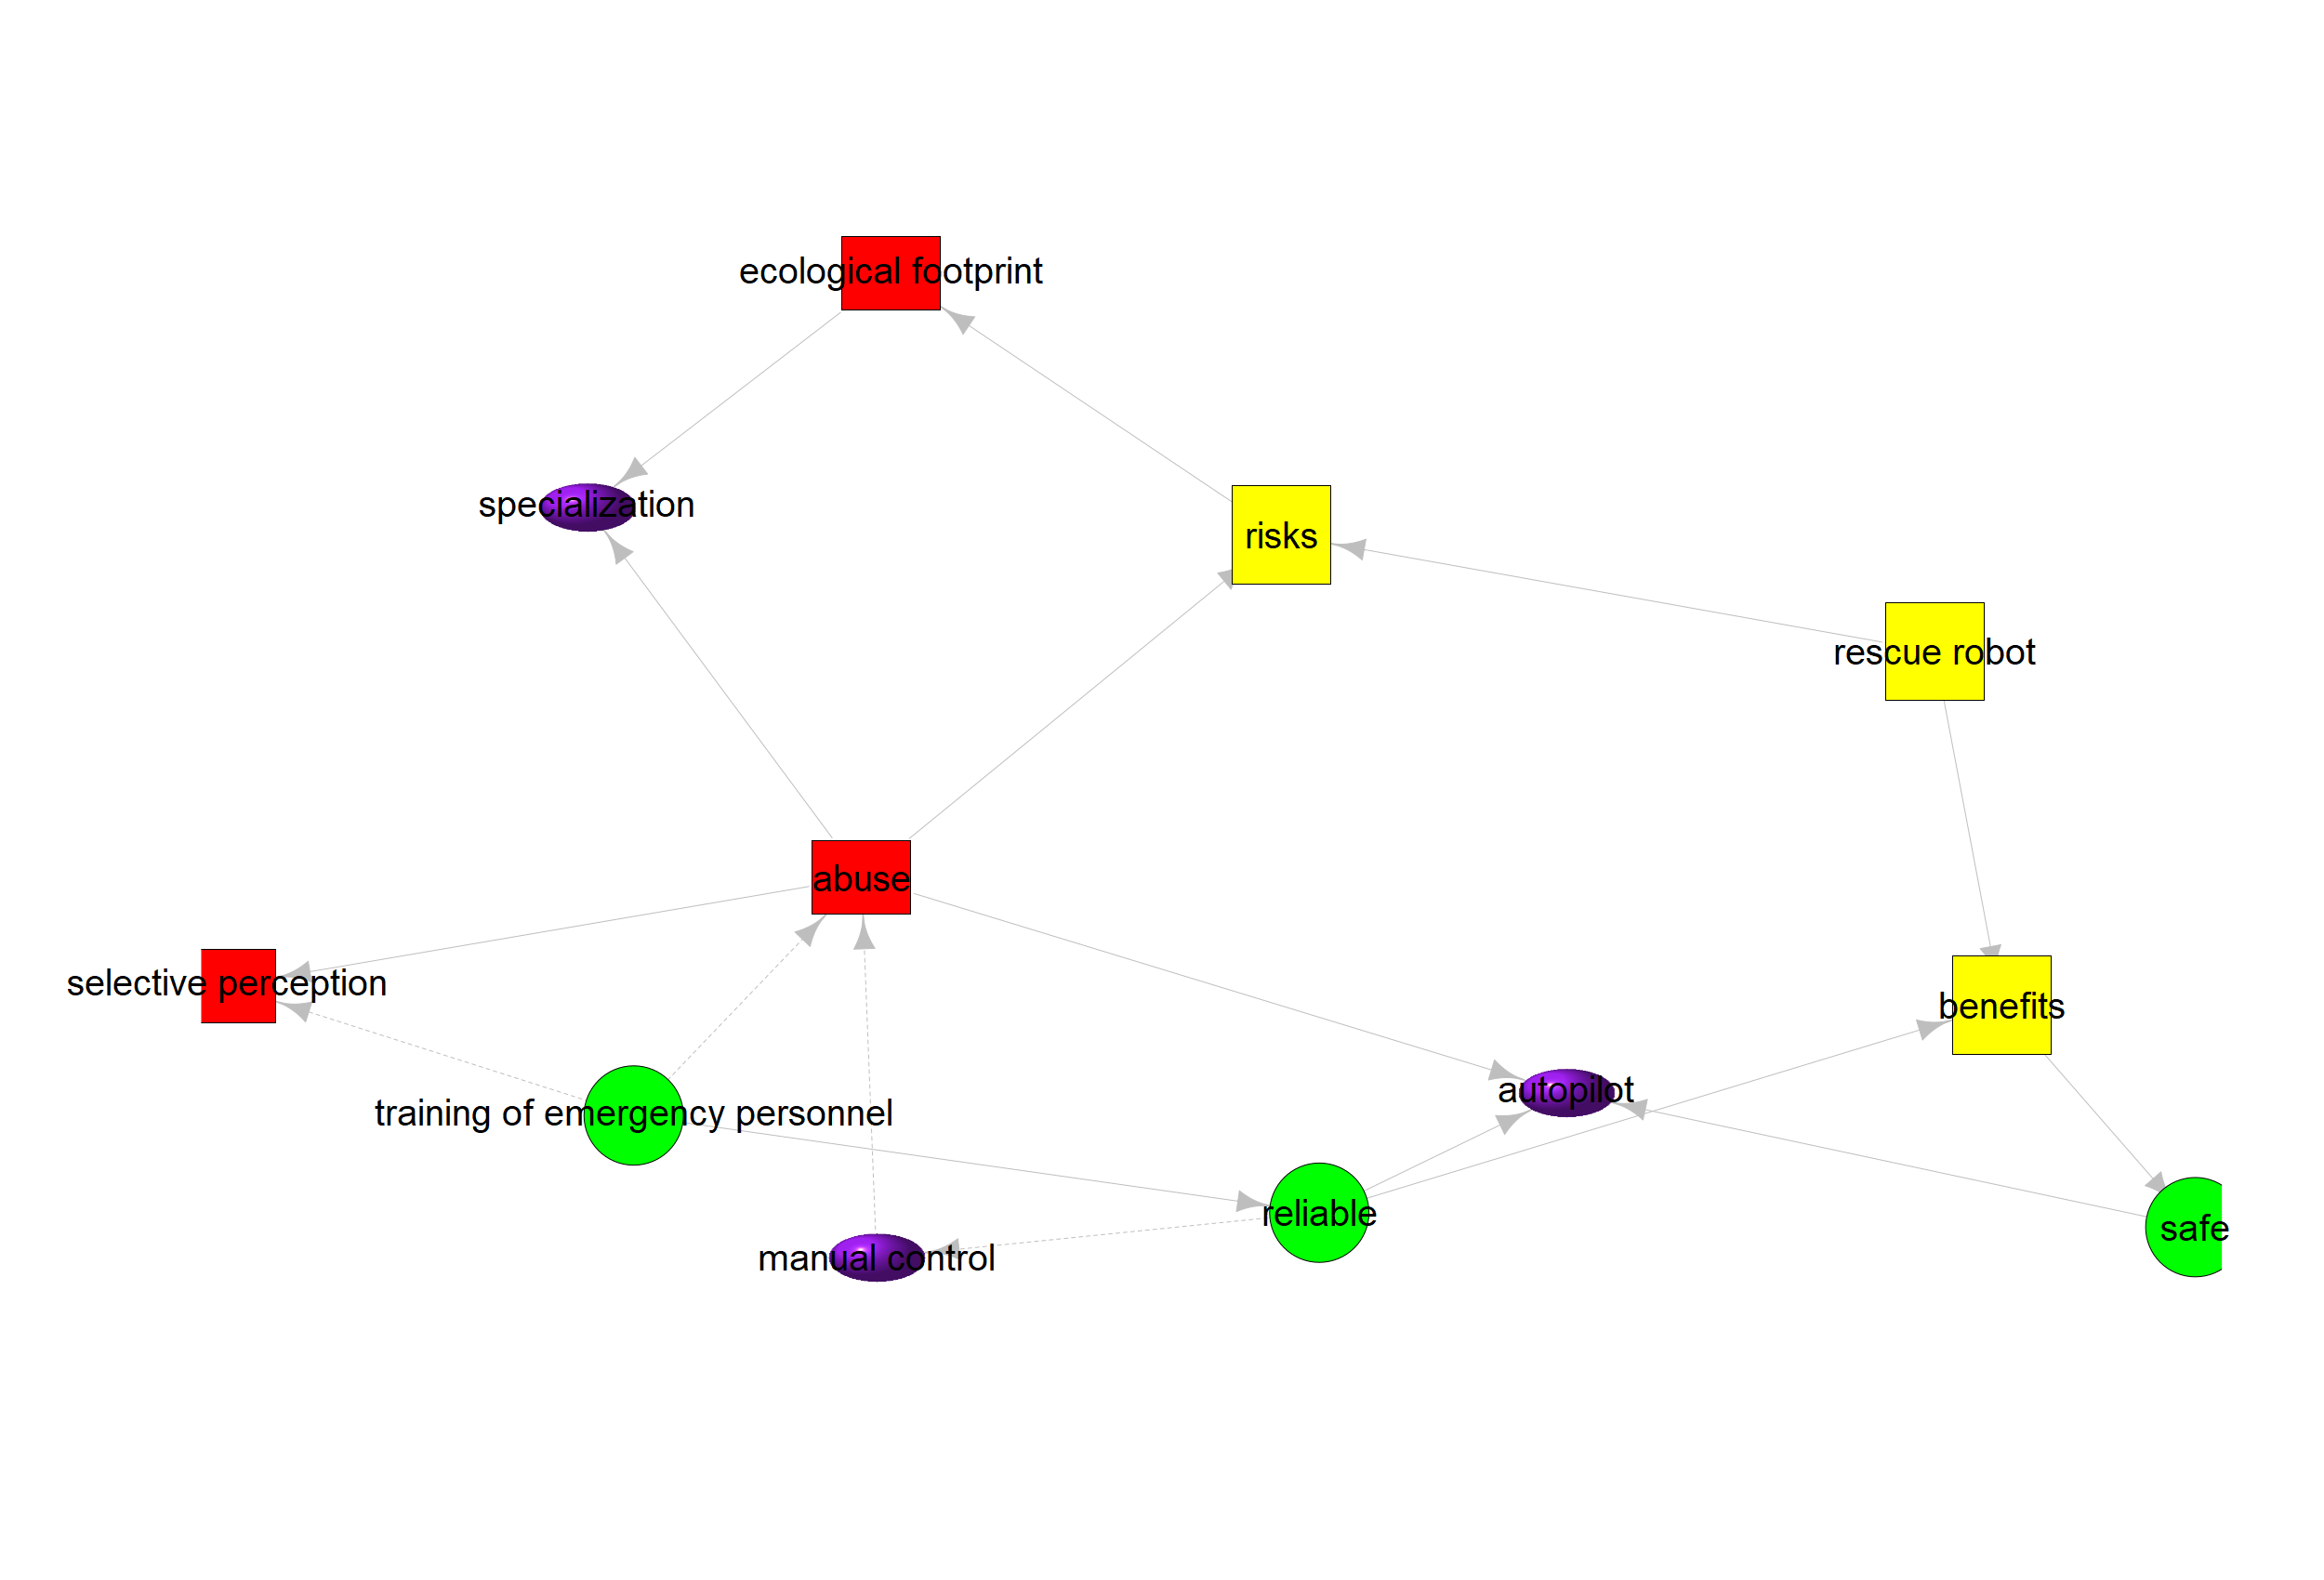 ecological footprint
specialization
risks
rescue robot
abuse
selective perception
benefits
autopilot
training of emergency personnel
reliable
safe
manual control